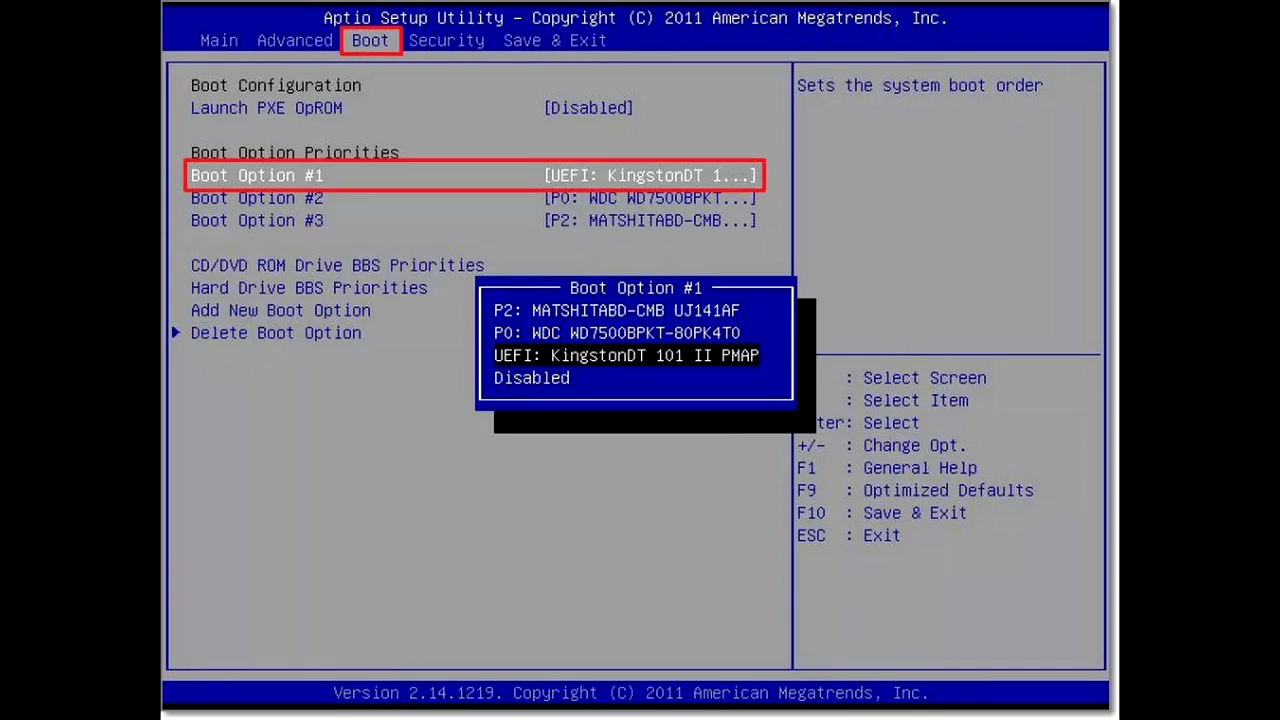 Aptio Setup Utility – Copyright (C) 2011 American Megatrends, Inc.
Main Advanced Boot Security Save & Exit
Boot Configuration
Launch PXE OpROM [Disabled]
Boot Option Priorities
Boot Option #1 [UEFI: KingstonDT 1...]
Boot Option #2 [P0: WDC WD7500BPKT...]
Boot Option #3 [P2: MATSHITABD-CMB...]
CD/DVD ROM Drive BBS Priorities
Hard Drive BBS Priorities
Add New Boot Option
Delete Boot Option
Boot Option #1
P2: MATSHITABD-CMB UJ141AF
P0: WDC WD7500BPKT-80PK4T0
UEFI: KingstonDT 101 II PMAP
Disabled
Sets the system boot order
: Select Screen
: Select Item
ter: Select
+/- : Change Opt.
F1 : General Help
F9 : Optimized Defaults
F10 : Save & Exit
ESC : Exit
Version 2.14.1219. Copyright (C) 2011 American Megatrends, Inc.